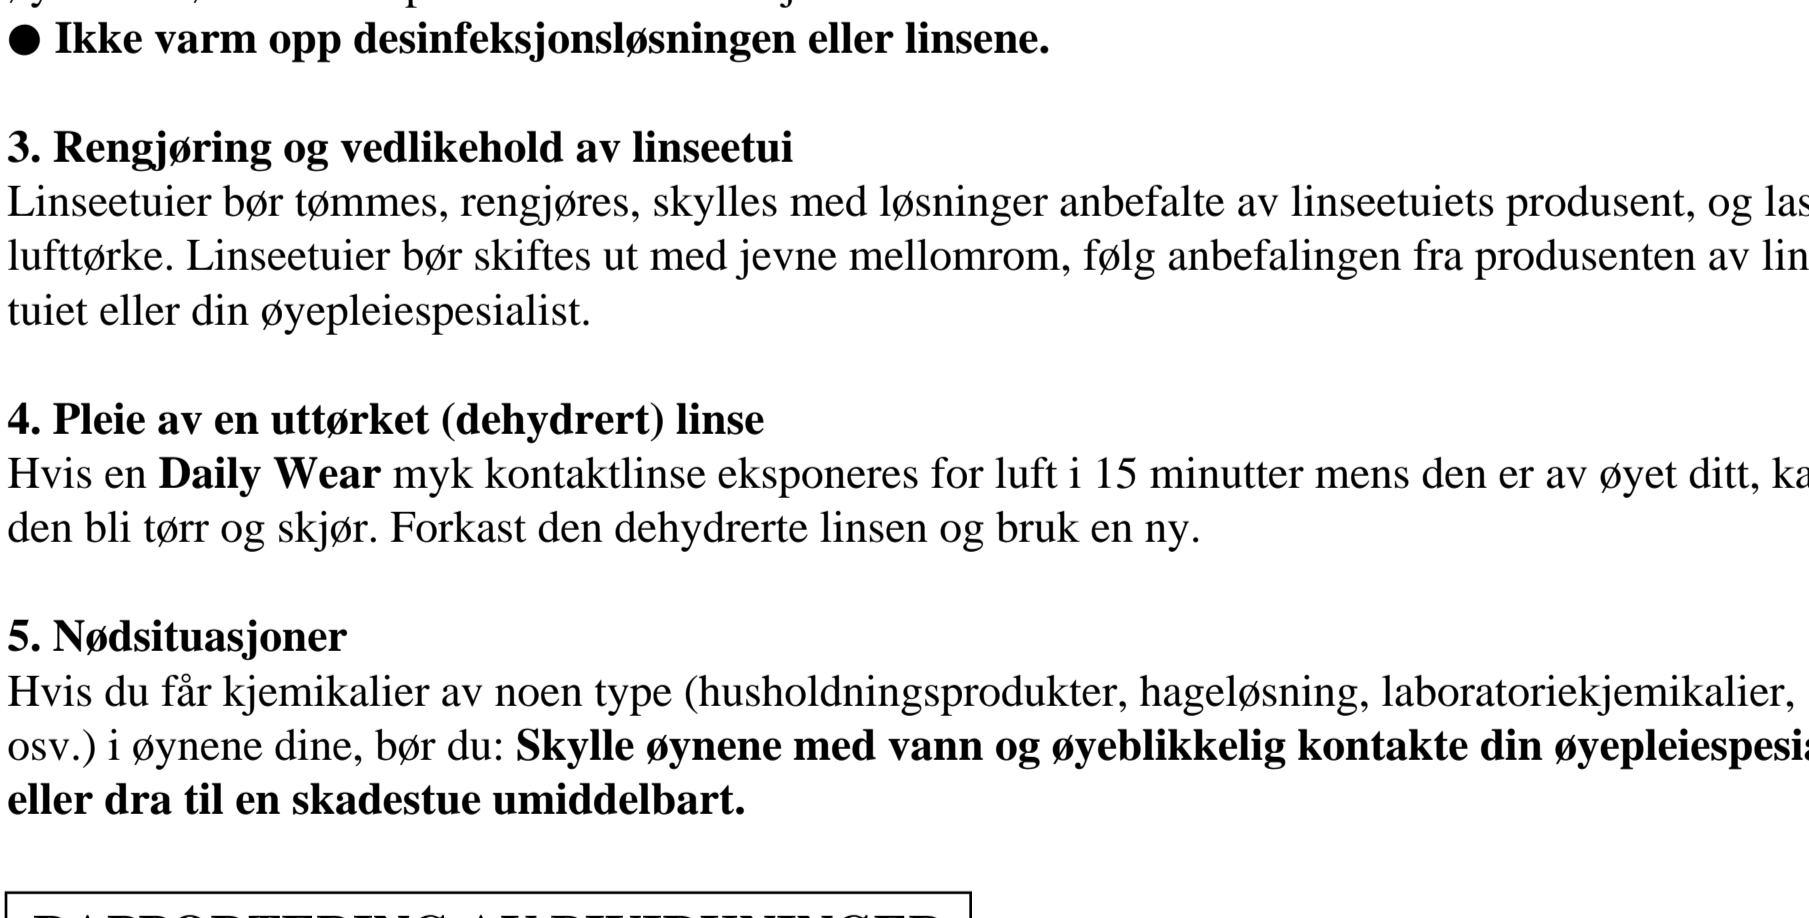 ● Ikke varm opp desinfeksjonsløsningen eller linsene.
3. Rengjøring og vedlikehold av linseetui
Linseetuier bør tømmes, rengjøres, skylles med løsninger anbefalte av linseetuiets produsent, og las
lufttørke. Linseetuier bør skiftes ut med jevne mellomrom, følg anbefalingen fra produsenten av lin
tuiet eller din øyepleiespesialist.
4. Pleie av en uttørket (dehydrert) linse
Hvis en Daily Wear myk kontaktlinse eksponeres for luft i 15 minutter mens den er av øyet ditt, ka
den bli tørr og skjør. Forkast den dehydrerte linsen og bruk en ny.
5. Nødsituasjoner
Hvis du får kjemikalier av noen type (husholdningsprodukter, hageløsning, laboratoriekjemikalier,
osv.) i øynene dine, bør du: Skylle øynene med vann og øyeblikkelig kontakte din øyepleiespesia
eller dra til en skadestue umiddelbart.
RAPPORTERING AV BIVIRKNINGER